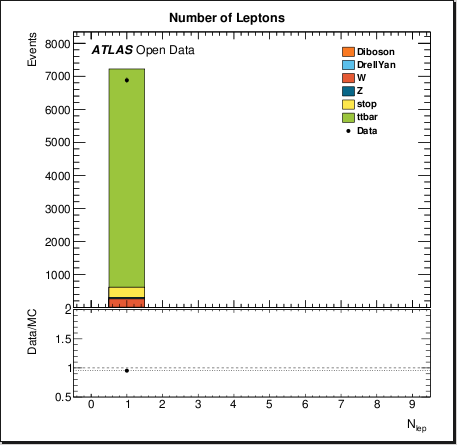 Number of Leptons
Events
8000
7000
6000
5000
4000
3000
2000
1000
0
ATLAS Open Data
Diboson
DrellYan
W
Z
stop
ttbar
Data
Data/MC
2
1.5
1
0.5
0 1 2 3 4 5 6 7 8 9
Nlep